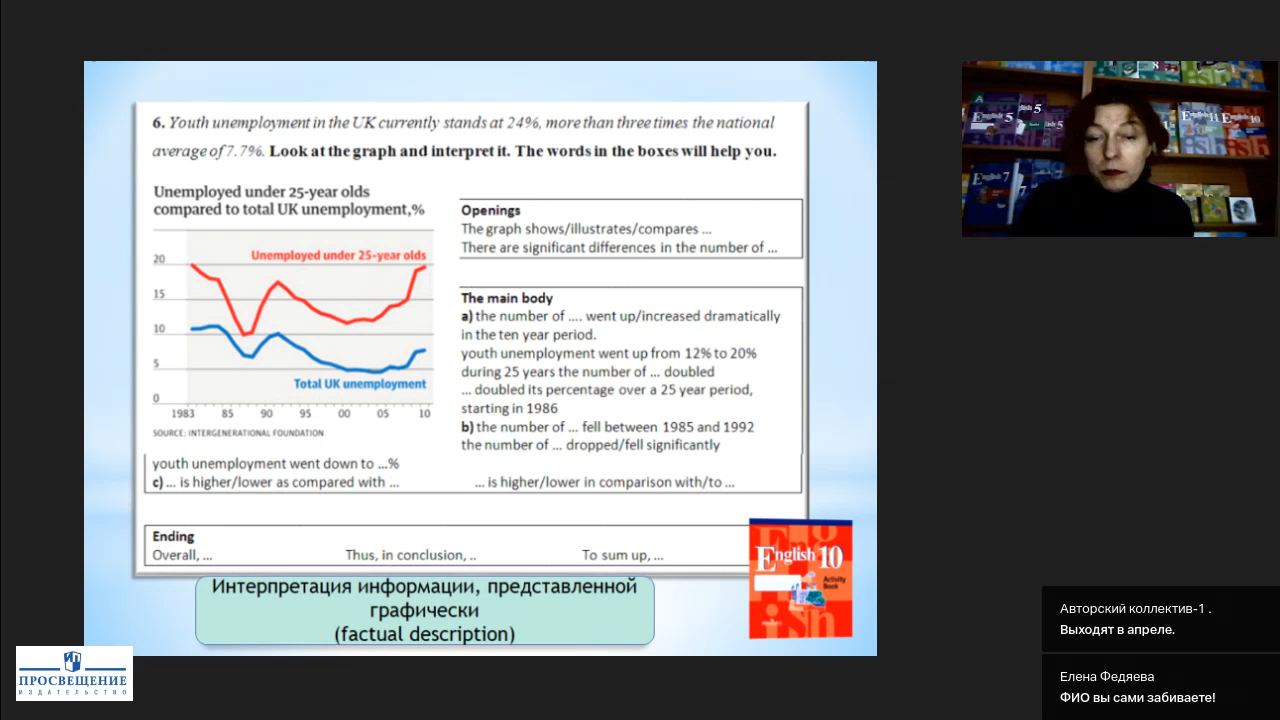 6. Youth unemployment in the UK currently stands at 24%, more than three times the national
average of 7.7%. Look at the graph and interpret it. The words in the boxes will help you.
Unemployed under 25-year olds
compared to total UK unemployment,%
Unemployed under 25-year olds
20
15
10
5
0
Total UK unemployment
1983 85 90 95 00 05 10
SOURCE: INTERGENERATIONAL FOUNDATION
Openings
The graph shows/illustrates/compares ...
There are significant differences in the number of ...
The main body
a) the number of .... went up/increased dramatically
in the ten year period.
youth unemployment went up from 12% to 20%
during 25 years the number of ... doubled
... doubled its percentage over a 25 year period,
starting in 1986
b) the number of ... fell between 1985 and 1992
the number of ... dropped/fell significantly
youth unemployment went down to ...%
c) ... is higher/lower as compared with ... ... is higher/lower in comparison with/to ...
Ending
Overall, ... Thus, in conclusion, .. To sum up, ...
English 10
Activity
Book
Интерпретация информации, представленной
графически
(factual description)
ПРОСВЕЩЕНИЕ
ИЗДАТЕЛЬСТВО
English 5
English 7
Авторский коллектив-1 .
Выходят в апреле.
Елена Федяева
ФИО вы сами забиваете!